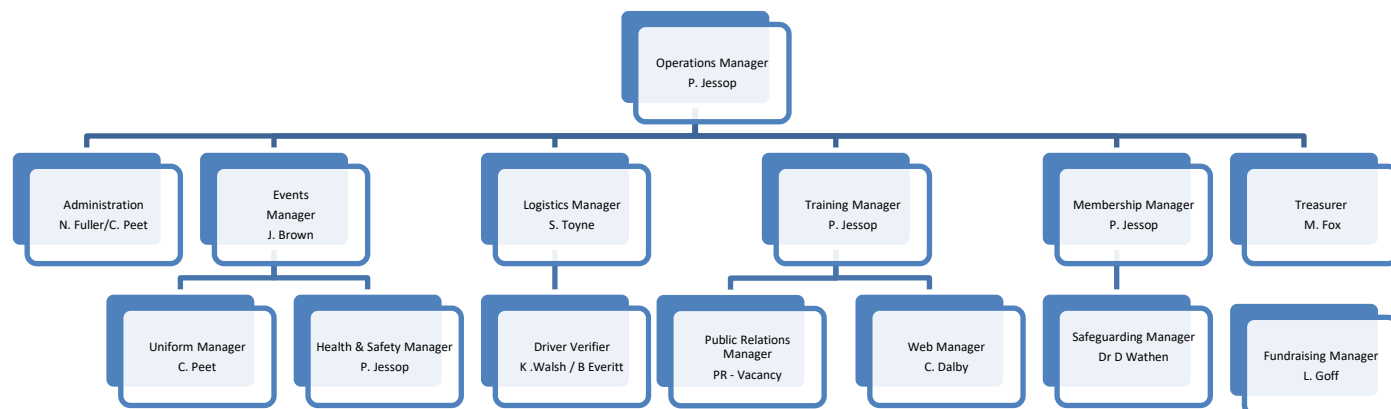 Operations Manager
P. Jessop
Administration
N. Fuller/C. Peet
Events
Manager
J. Brown
Logistics Manager
S. Toyne
Training Manager
P. Jessop
Membership Manager
P. Jessop
Treasurer
M. Fox
Uniform Manager
C. Peet
Health & Safety Manager
P. Jessop
Driver Verifier
K .Walsh / B Everitt
Public Relations
Manager
PR - Vacancy
Web Manager
C. Dalby
Safeguarding Manager
Dr D Wathen
Fundraising Manager
L. Goff